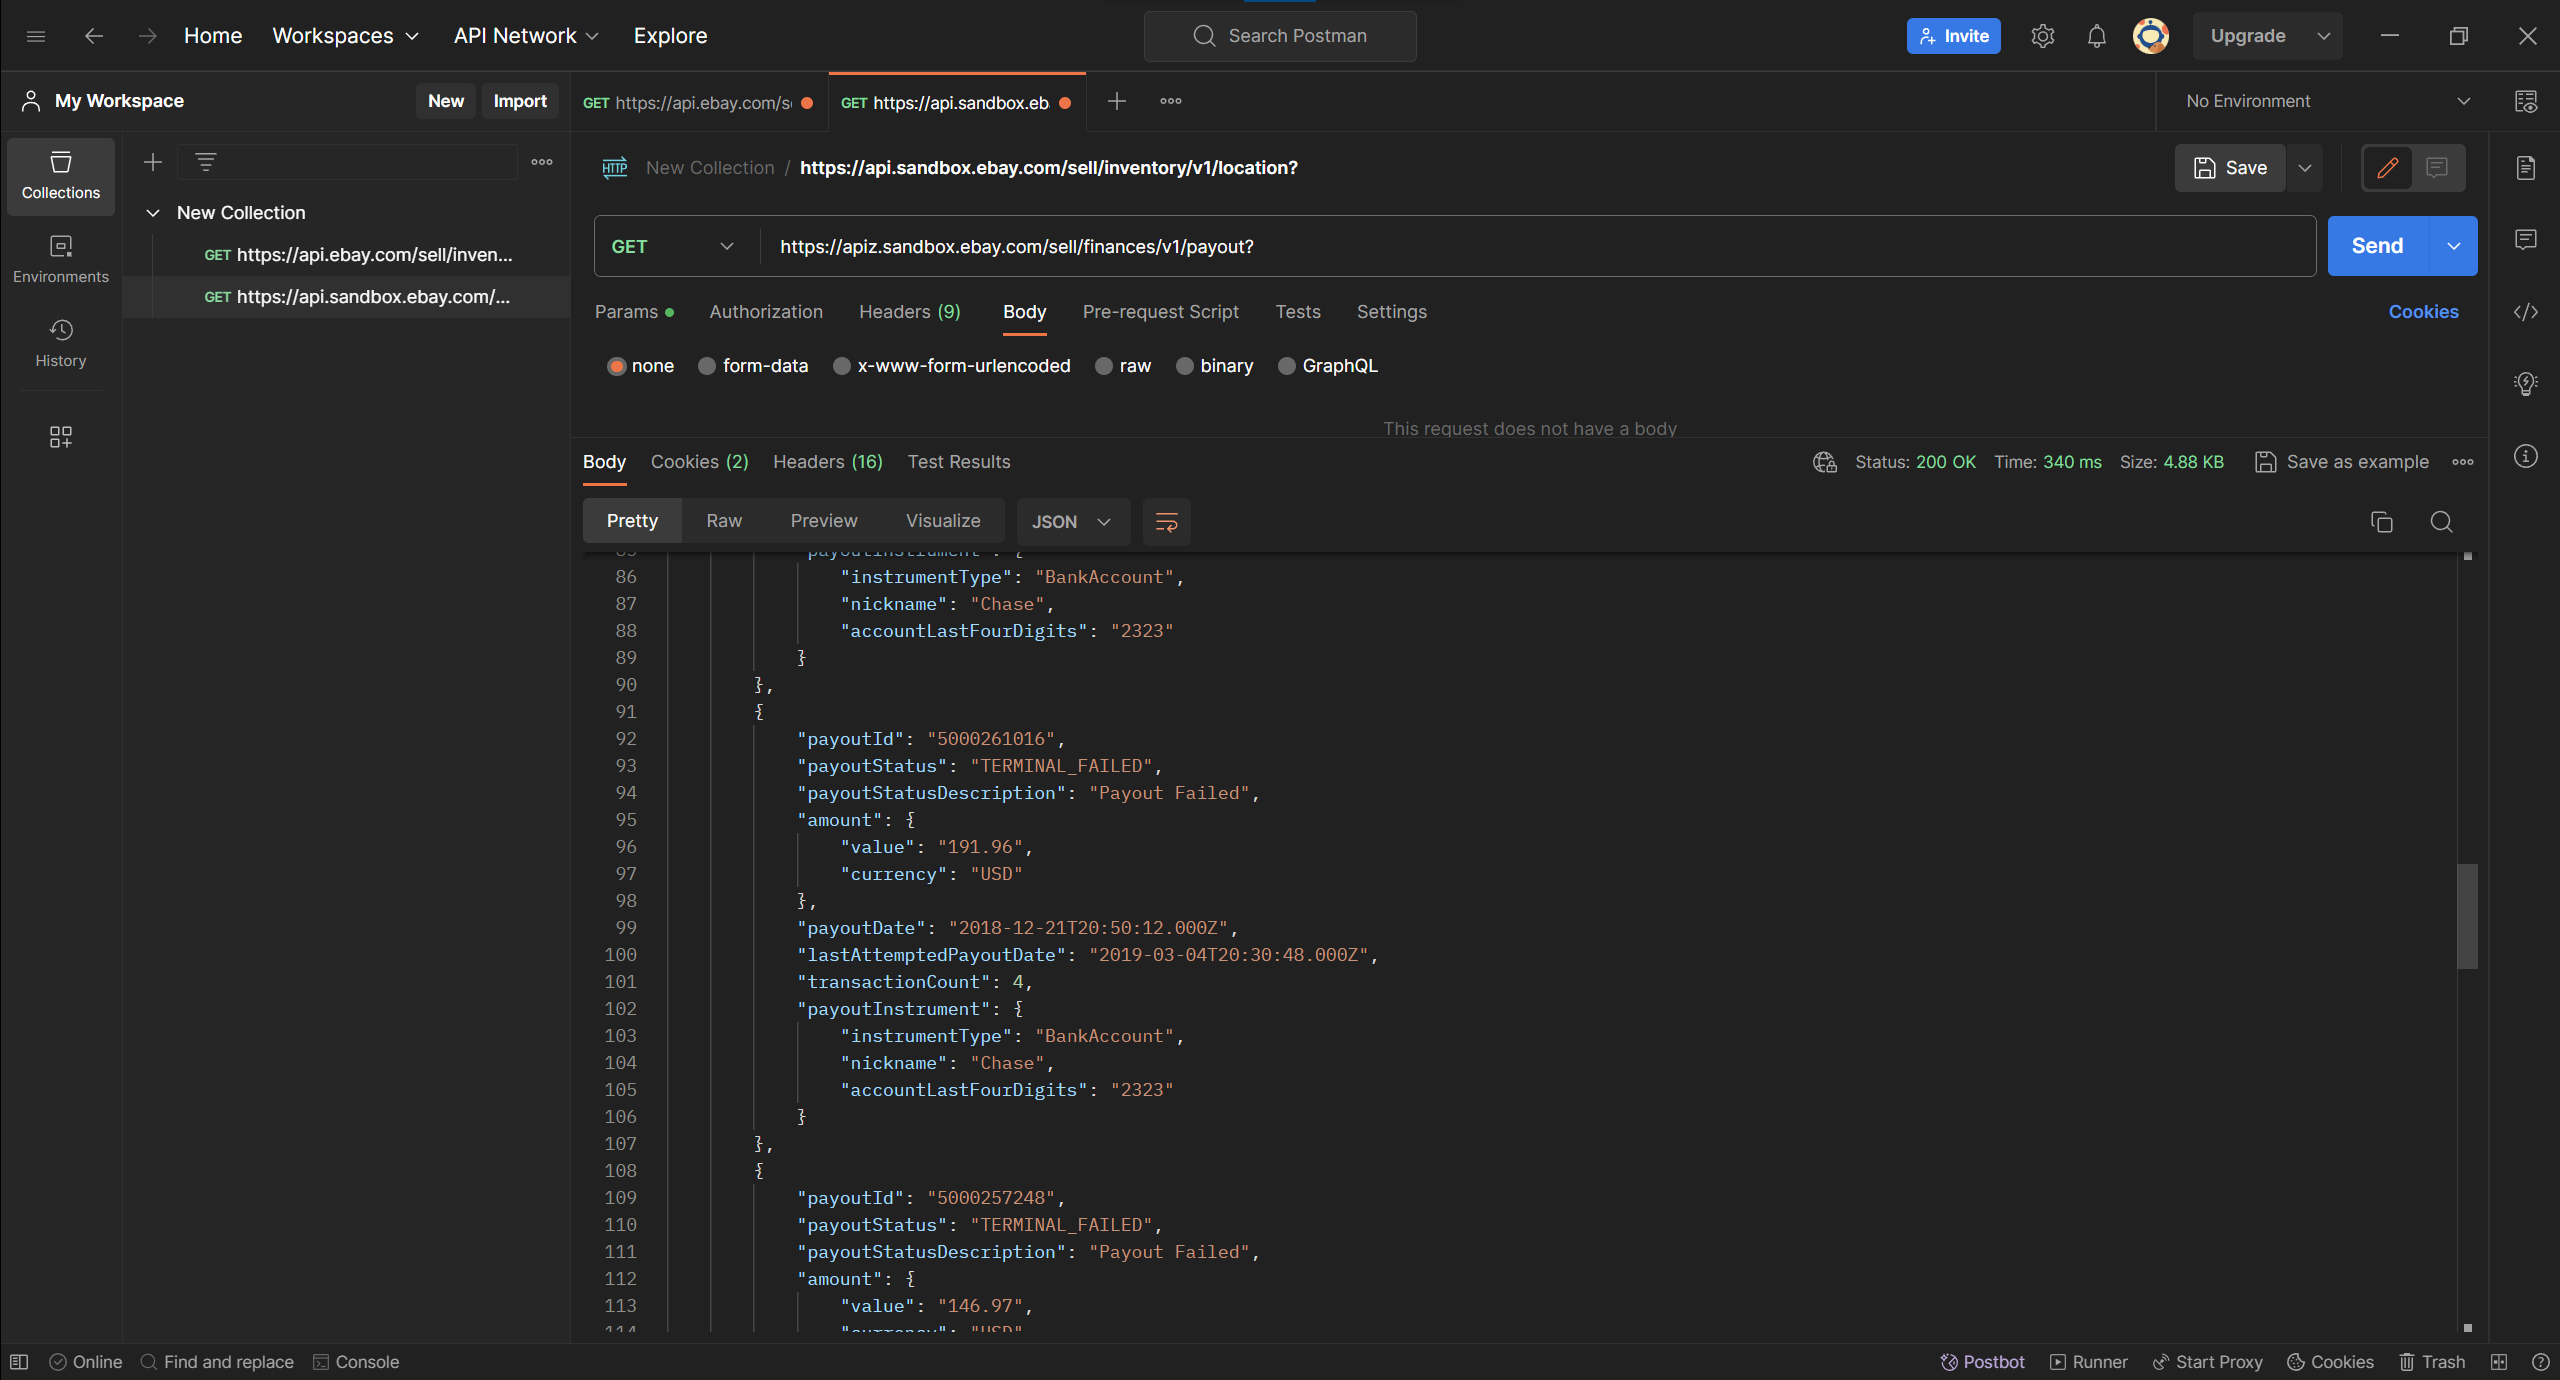 Home Workspaces API Network Explore Search Postman Invite Upgrade
My Workspace New Import GET https://api.ebay.com/s GET https://api.sandbox.eb No Environment
Collections
Environments
History
New Collection
GET https://api.ebay.com/sell/inven...
GET https://api.sandbox.ebay.com/...
HTTP New Collection / https://api.sandbox.ebay.com/sell/inventory/v1/location? Save
GET https://apiz.sandbox.ebay.com/sell/finances/v1/payout? Send
Params Authorization Headers (9) Body Pre-request Script Tests Settings Cookies
none form-data x-www-form-urlencoded raw binary GraphQL
This request does not have a body
Body Cookies (2) Headers (16) Test Results Status: 200 OK Time: 340 ms Size: 4.88 KB Save as example
Pretty Raw Preview Visualize JSON
85 "payoutInstrument": {
86 "instrumentType": "BankAccount",
87 "nickname": "Chase",
88 "accountLastFourDigits": "2323"
89 }
90 },
91 {
92 "payoutId": "5000261016",
93 "payoutStatus": "TERMINAL_FAILED",
94 "payoutStatusDescription": "Payout Failed",
95 "amount": {
96 "value": "191.96",
97 "currency": "USD"
98 },
99 "payoutDate": "2018-12-21T20:50:12.000Z",
100 "lastAttemptedPayoutDate": "2019-03-04T20:30:48.000Z",
101 "transactionCount": 4,
102 "payoutInstrument": {
103 "instrumentType": "BankAccount",
104 "nickname": "Chase",
105 "accountLastFourDigits": "2323"
106 }
107 },
108 {
109 "payoutId": "5000257248",
110 "payoutStatus": "TERMINAL_FAILED",
111 "payoutStatusDescription": "Payout Failed",
112 "amount": {
113 "value": "146.97",
114 "currency": "USD"
Online Find and replace Console Postbot Runner Start Proxy Cookies Trash